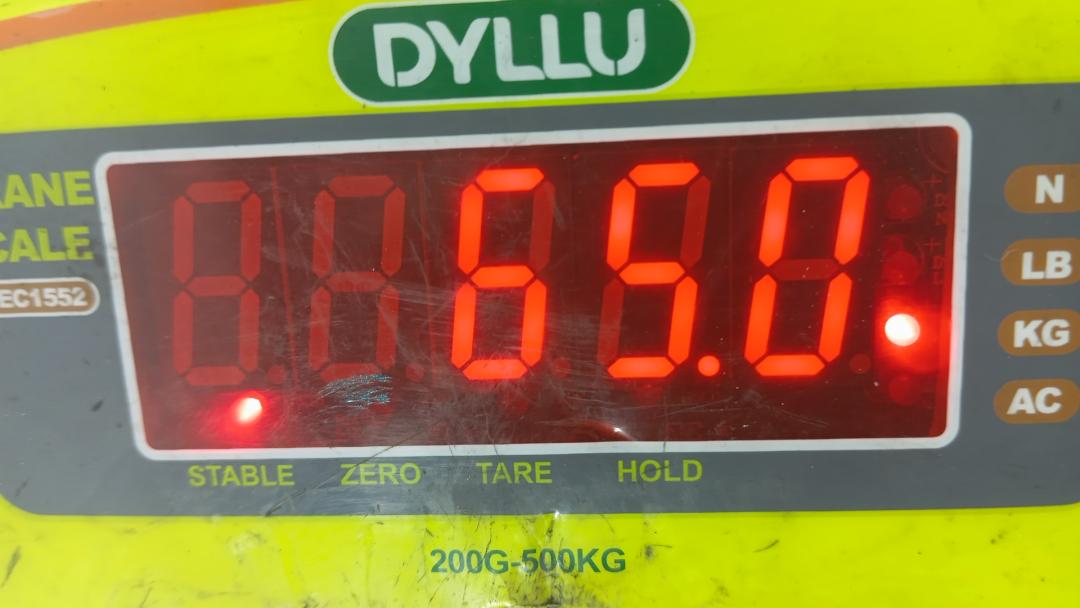 DYLLU
ANE
CALE
EC1552
65.0
N
LB
KG
AC
STABLE ZERO TARE HOLD
200G-500KG